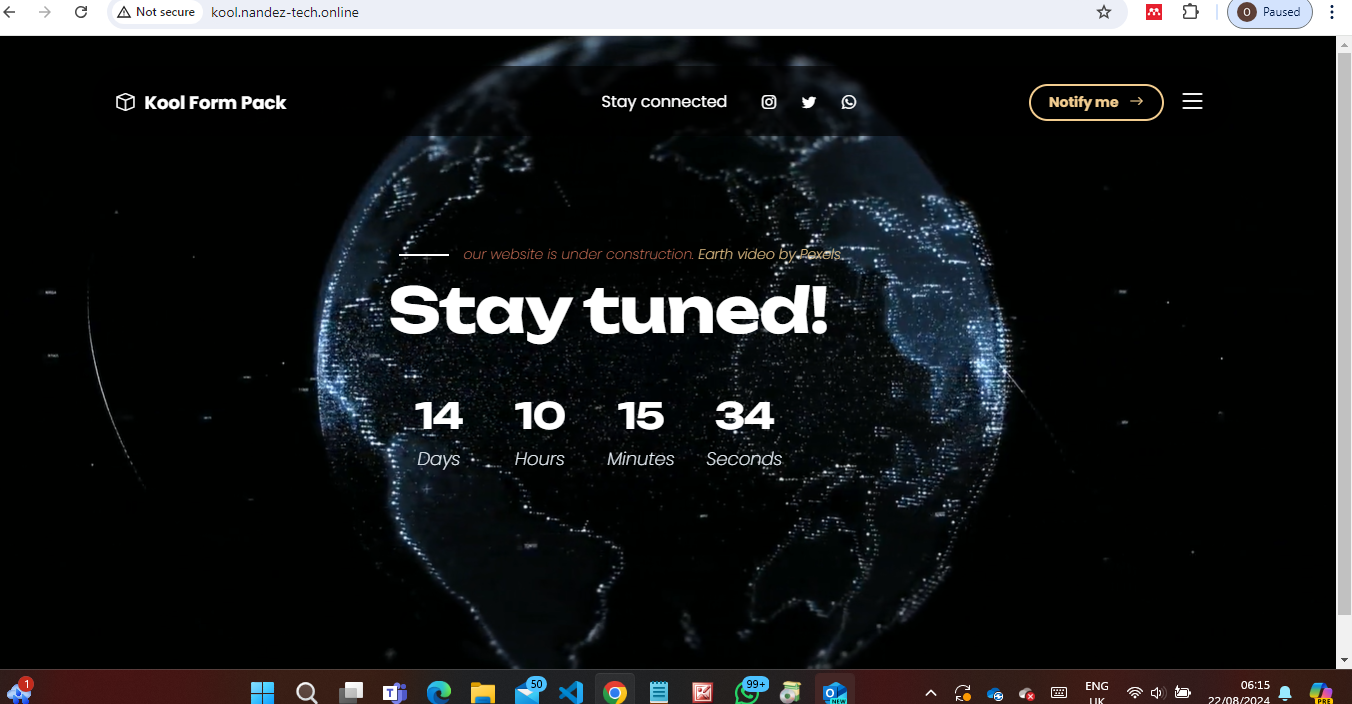 Not secure
kool.nandez-tech.online
O
Paused
Kool Form Pack
Stay connected
Notify me
our website is under construction. Earth video by Pexels.
Stay tuned!
14 10 15 34
Days Hours Minutes Seconds
1
50
99+
NEW
ENG
UK
06:15
22/08/2024
PRE